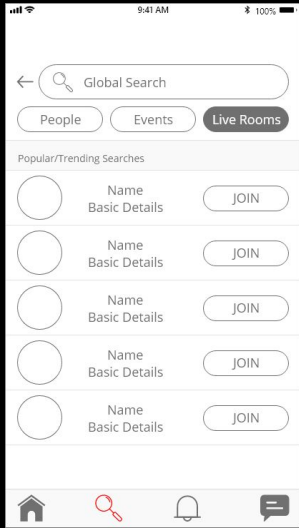 9:41 AM 100%
Global Search
People Events Live Rooms
Popular/Trending Searches
Name
Basic Details
JOIN
Name
Basic Details
JOIN
Name
Basic Details
JOIN
Name
Basic Details
JOIN
Name
Basic Details
JOIN